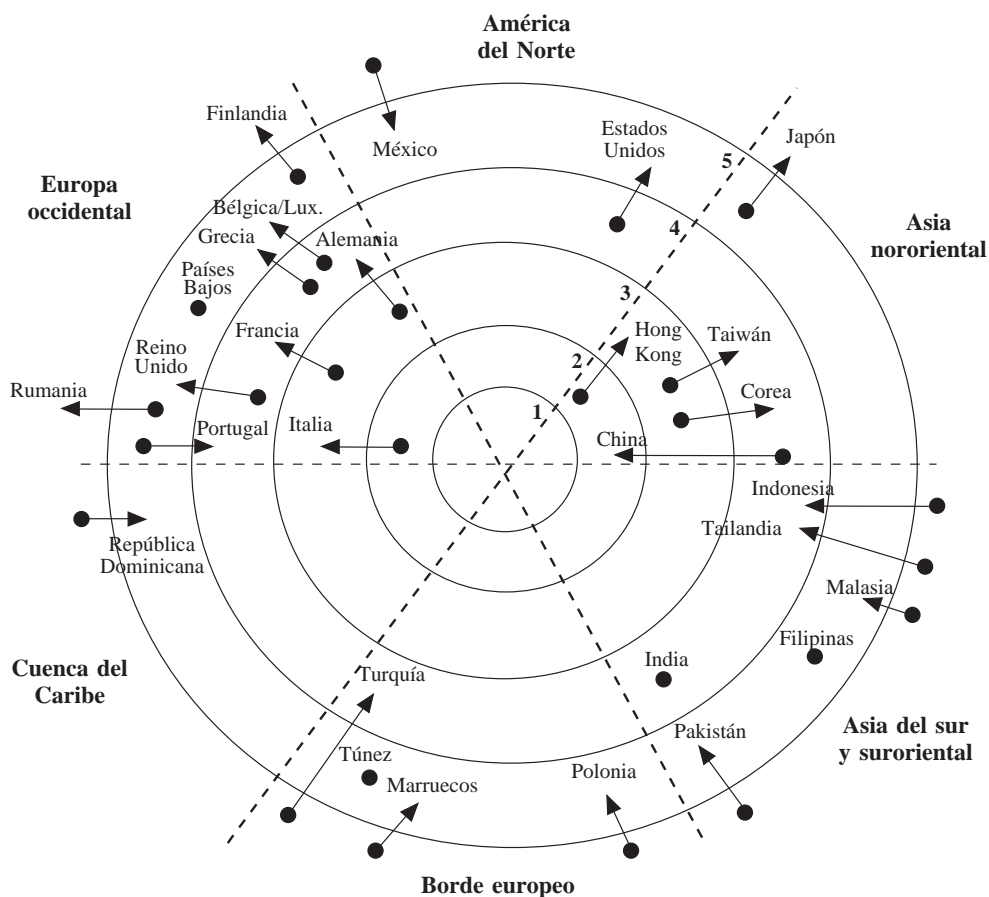 América
del Norte
Finlandia
México
Estados
Unidos
5
Japón
Europa
occidental
Bélgica/Lux.
Grecia
Alemania
4
Asia
nororiental
Países
Bajos
3
Francia
Hong
Kong
Taiwán
Reino
Unido
2
Rumania
Corea
Portugal
Italia
1
China
Indonesia
Tailandia
República
Dominicana
Malasia
Filipinas
Cuenca del
Caribe
Turquía
India
Asia del sur
y suroriental
Pakistán
Túnez
Marruecos
Polonia
Borde europeo